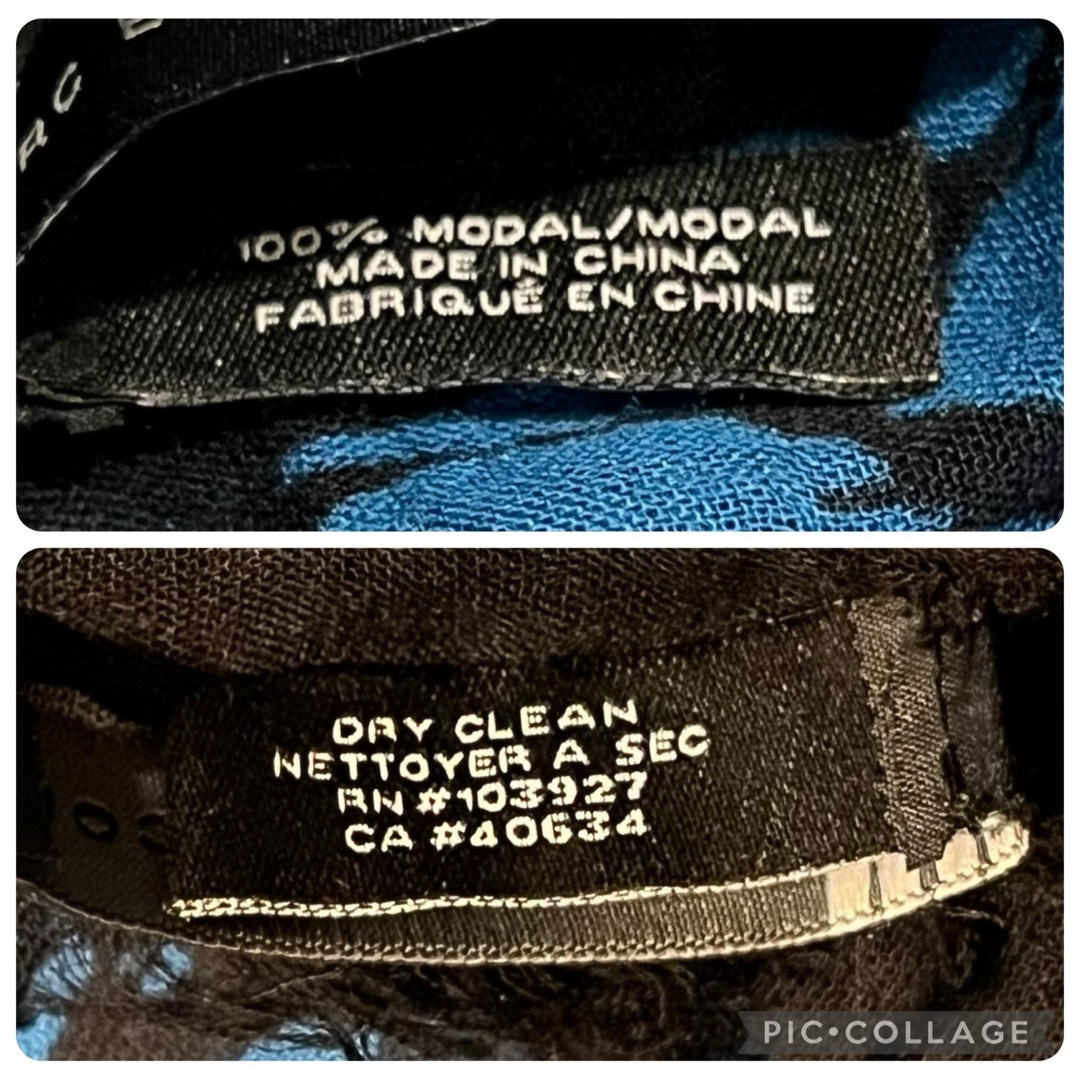 100% MODAL/MODAL
MADE IN CHINA
FABRIQUÉ EN CHINE
DRY CLEAN
NETTOYER A SEC
RN #103927
CA #40634
PIC•COLLAGE